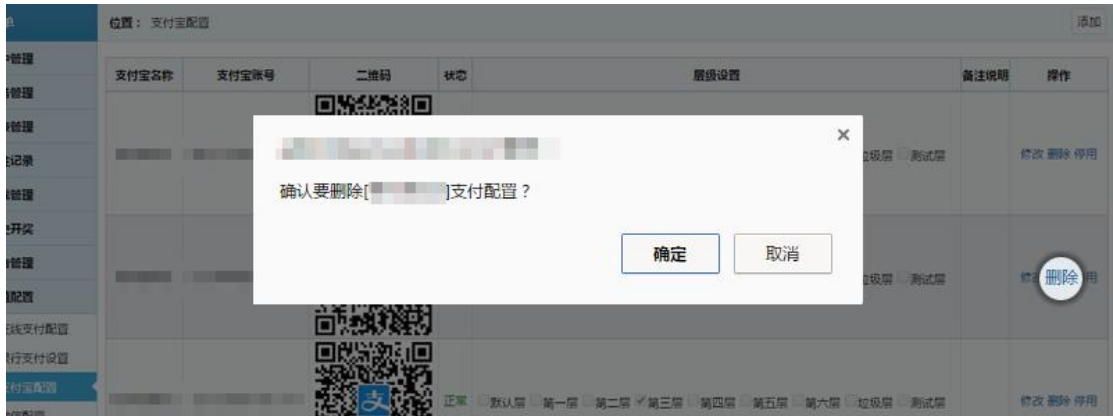 单
位置： 支付宝配置
添加
管理
管理
管理
记录
管理
开奖
管理
配置
在线支付配置
银行支付设置
支付宝配置
支付宝名称 支付宝账号 二维码 状态 层级设置 备注说明 操作
垃圾层 测试层
修改 删除 停用
×
确认要删除[ ]支付配置？
确定 取消
垃圾层 测试层
删除
正常 默认层 第一层 第二层 第三层 第四层 第五层 第六层 垃圾层 测试层
修改 删除 停用